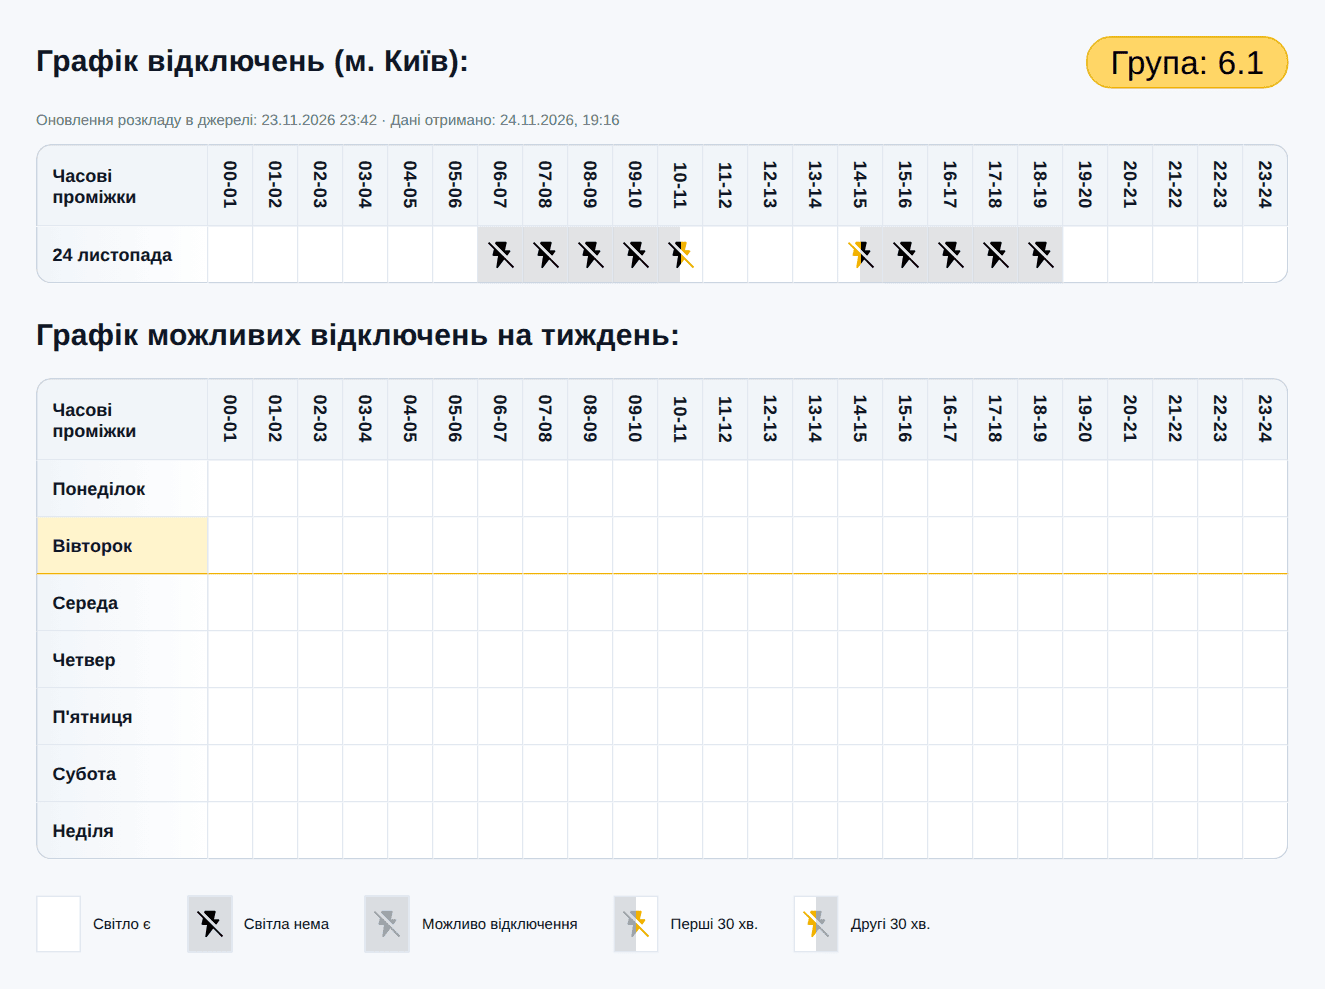 Графік відключень (м. Київ):
Група: 6.1
Оновлення розкладу в джерелі: 23.11.2026 23:42 · Дані отримано: 24.11.2026, 19:16
Часові
проміжки
00-01
01-02
02-03
03-04
04-05
05-06
06-07
07-08
08-09
09-10
10-11
11-12
12-13
13-14
14-15
15-16
16-17
17-18
18-19
19-20
20-21
21-22
22-23
23-24
24 листопада
Графік можливих відключень на тиждень:
Часові
проміжки
00-01
01-02
02-03
03-04
04-05
05-06
06-07
07-08
08-09
09-10
10-11
11-12
12-13
13-14
14-15
15-16
16-17
17-18
18-19
19-20
20-21
21-22
22-23
23-24
Понеділок
Вівторок
Середа
Четвер
П'ятниця
Субота
Неділя
Світло є
Світла нема
Можливо відключення
Перші 30 хв.
Другі 30 хв.